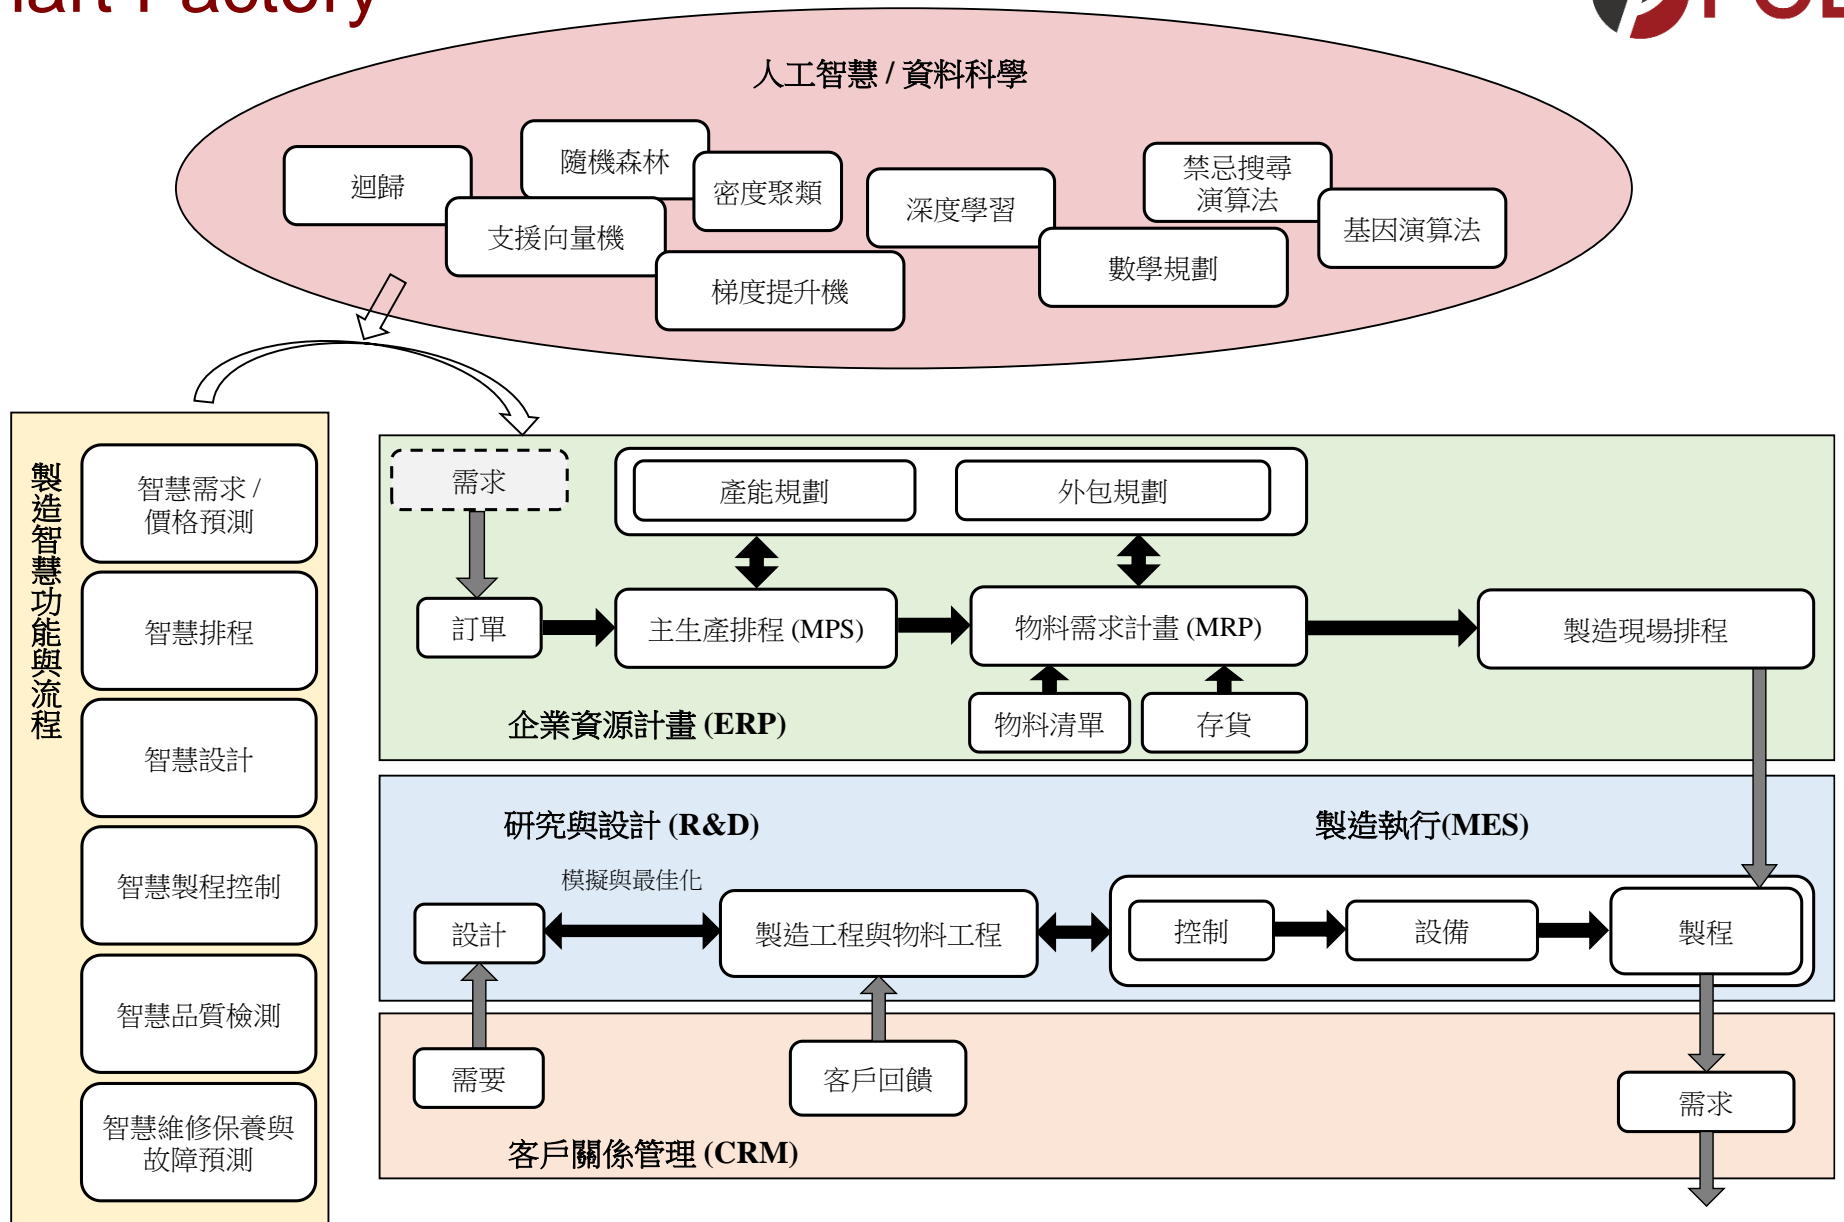 mart Factory
人工智慧 / 資料科學
迴歸
隨機森林
支援向量機
密度聚類
梯度提升機
深度學習
數學規劃
禁忌搜尋
演算法
基因演算法
製造智慧功能與流程
智慧需求 /
價格預測
智慧排程
智慧設計
智慧製程控制
智慧品質檢測
智慧維修保養與
故障預測
需求
產能規劃
外包規劃
訂單
主生產排程 (MPS)
物料需求計畫 (MRP)
製造現場排程
物料清單
存貨
企業資源計畫 (ERP)
研究與設計 (R&D)
製造執行(MES)
模擬與最佳化
設計
製造工程與物料工程
控制
設備
製程
需要
客戶回饋
需求
客戶關係管理 (CRM)